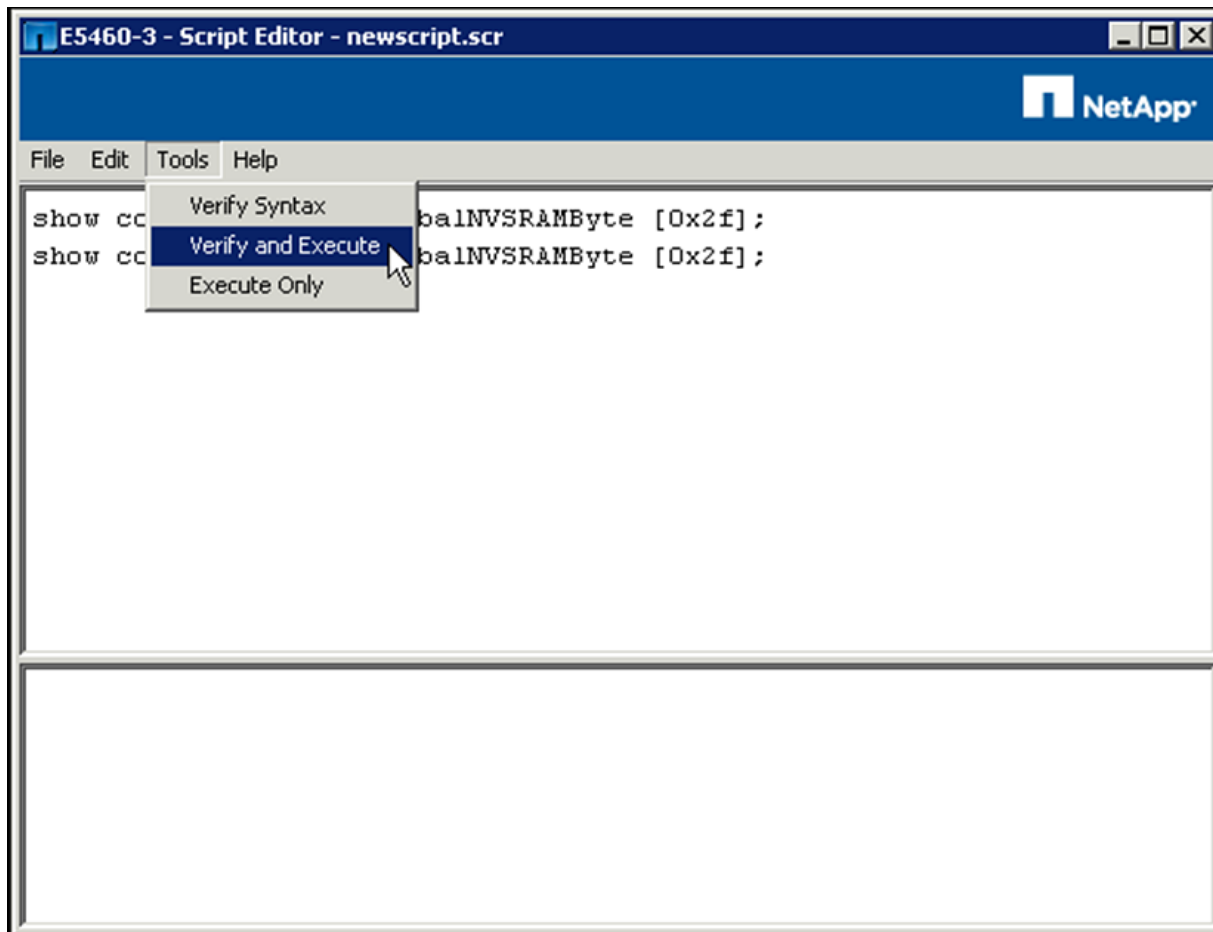 E5460-3 - Script Editor - newscript.scr
NetApp
File Edit Tools Help
Verify Syntax
Verify and Execute
Execute Only
show cc balNVSRAMByte [0x2f];
show cc balNVSRAMByte [0x2f];